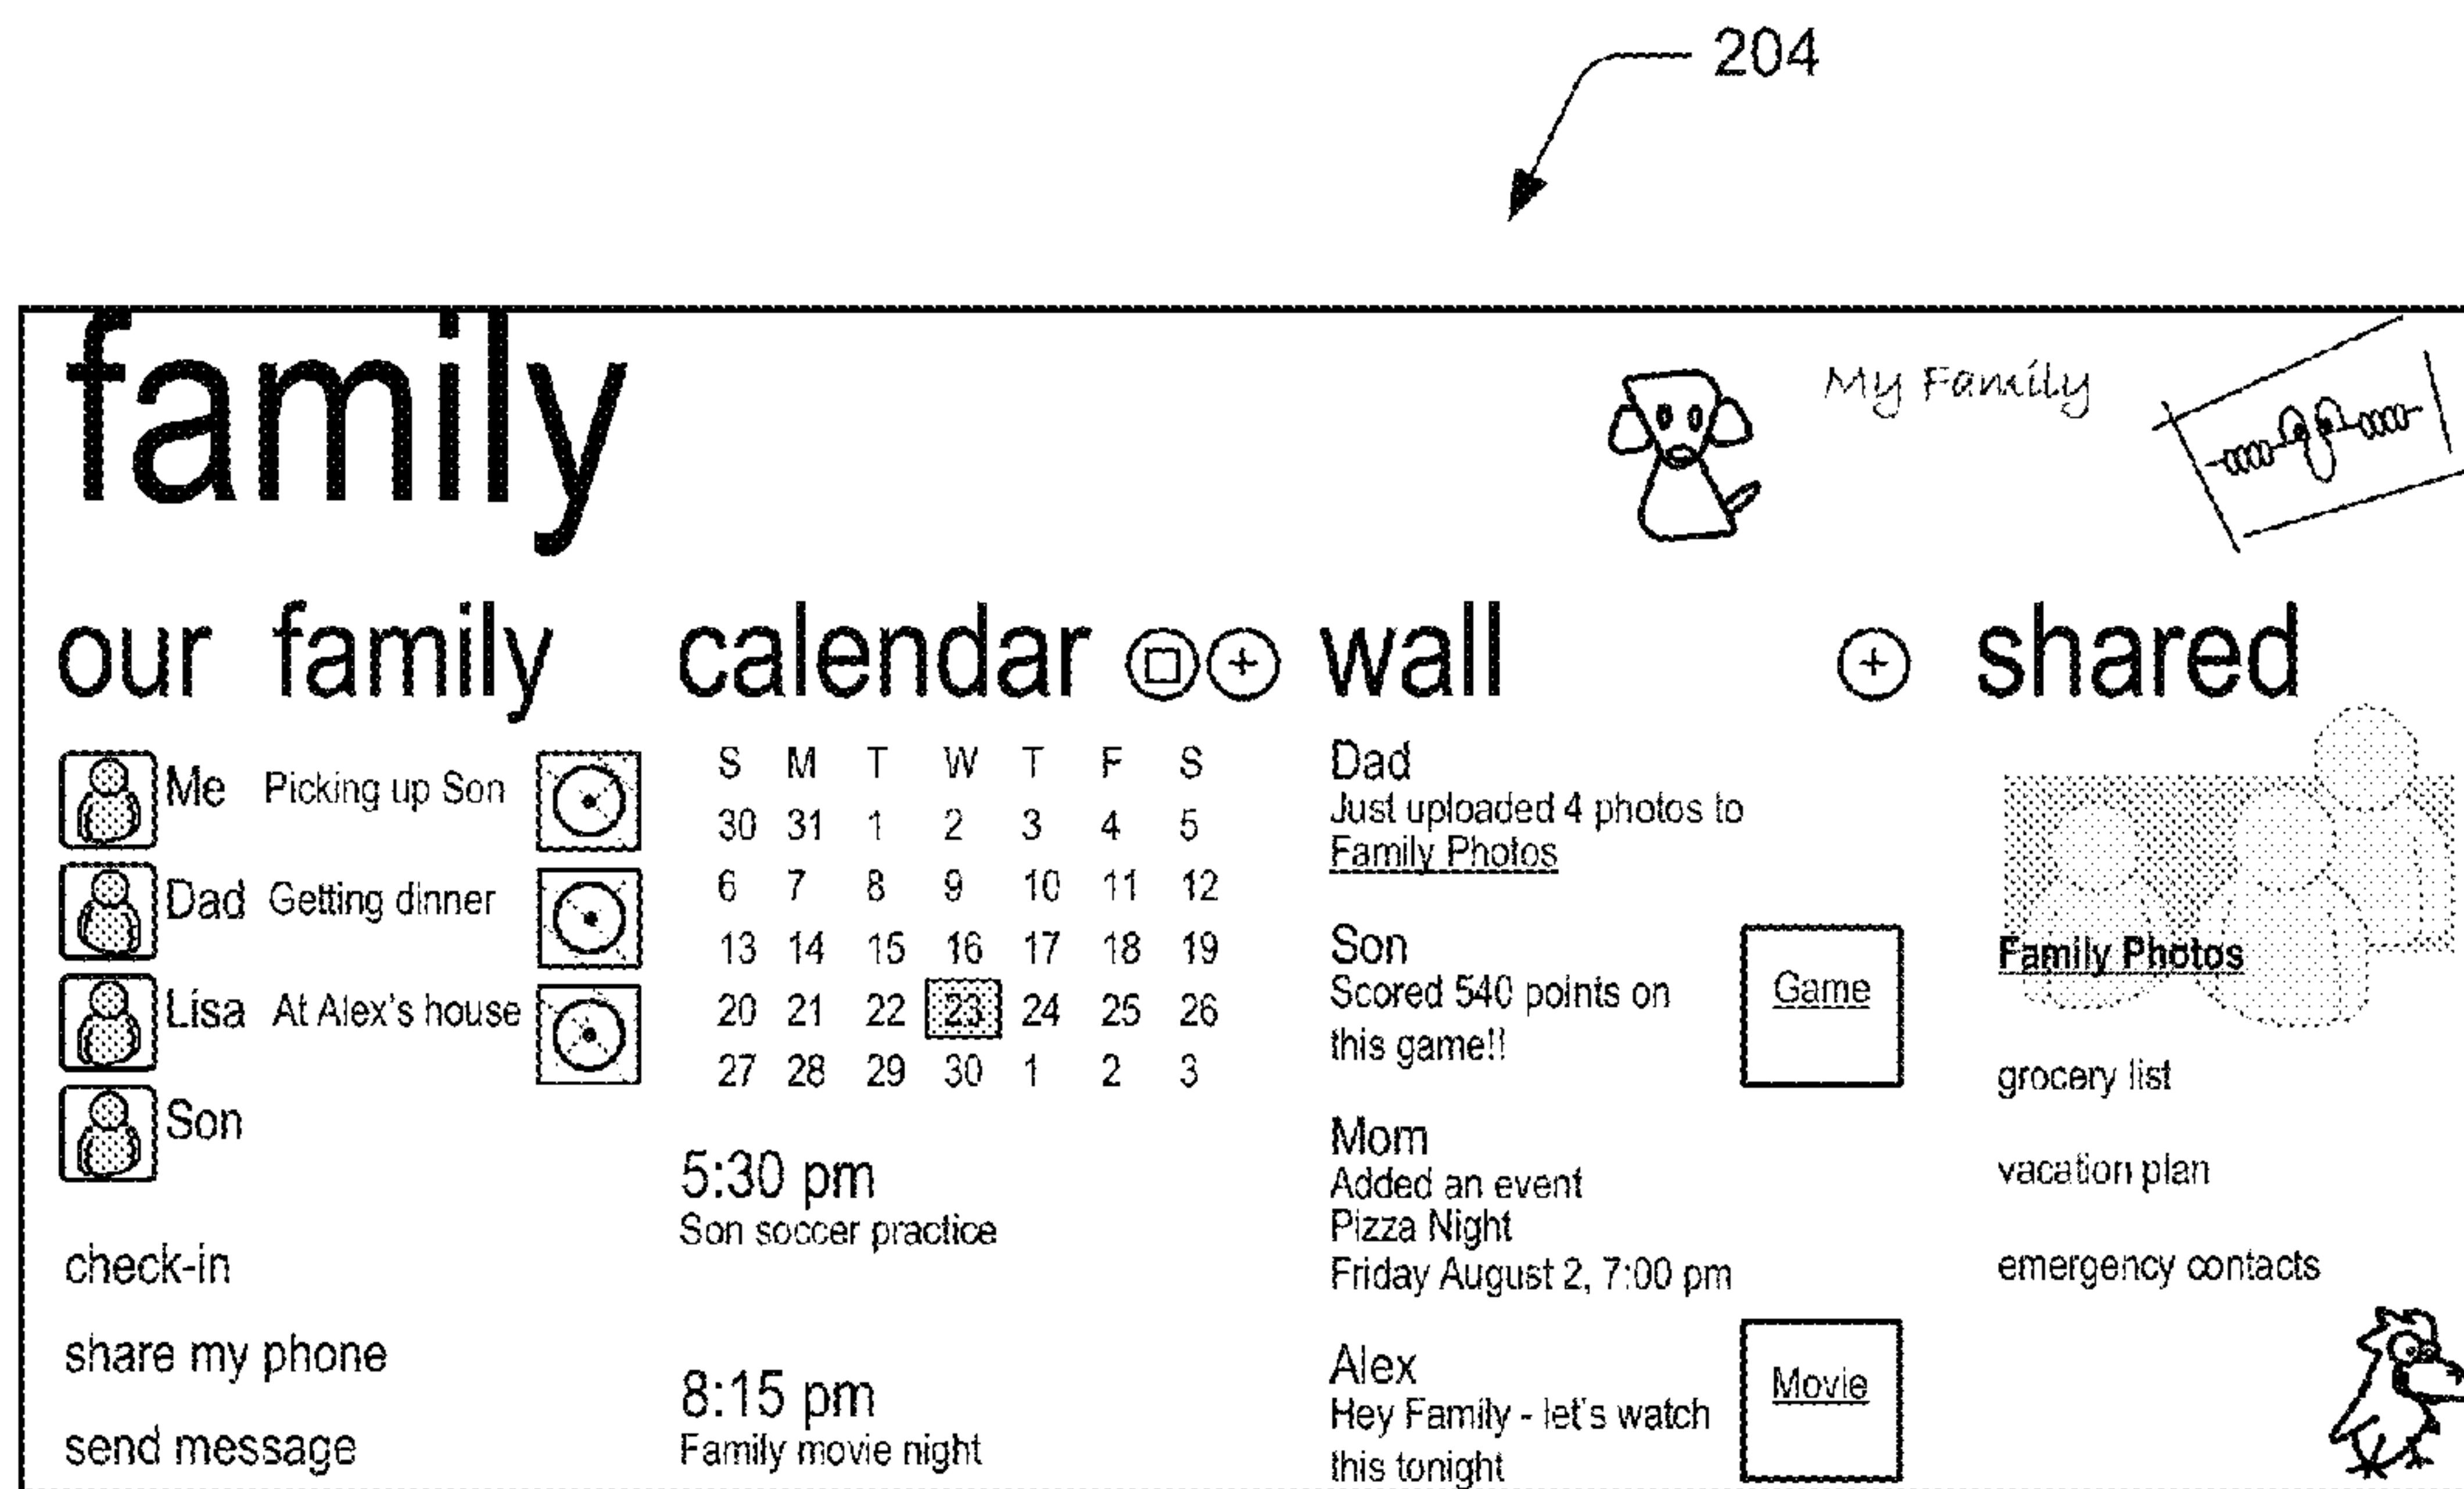 204
family
My Family
our family
Me Picking up Son
Dad Getting dinner
Lisa At Alex's house
Son
check-in
share my phone
send message
calendar +
S M T W T F S
30 31 1 2 3 4 5
6 7 8 9 10 11 12
13 14 15 16 17 18 19
20 21 22 23 24 25 26
27 28 29 30 1 2 3
5:30 pm
Son soccer practice
8:15 pm
Family movie night
wall +
Dad
Just uploaded 4 photos to
Family Photos
Son
Scored 540 points on
this game!!
Game
Mom
Added an event
Pizza Night
Friday August 2, 7:00 pm
Alex
Hey Family - let's watch
this tonight
Movie
shared
Family Photos
grocery list
vacation plan
emergency contacts